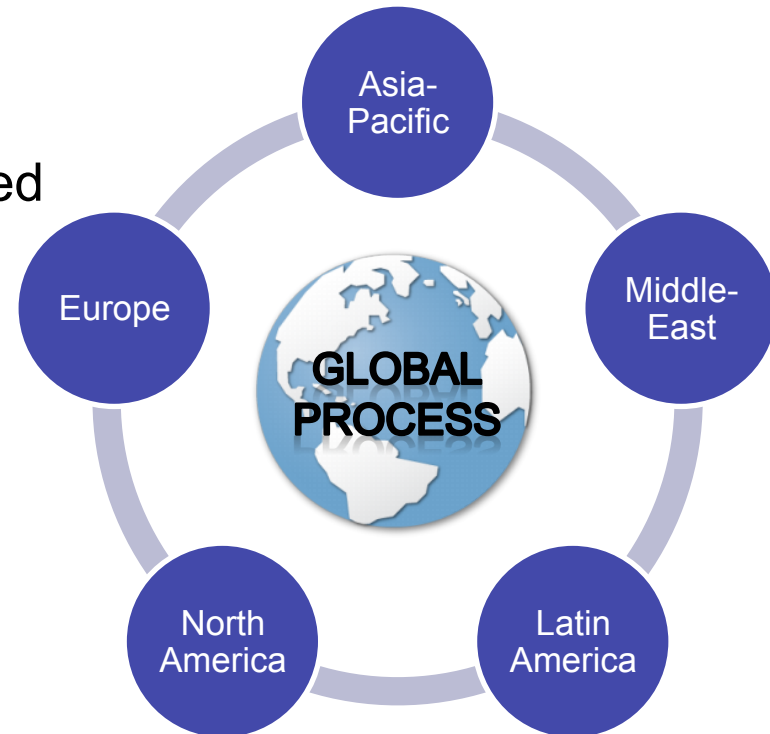 Asia-
Pacific
ed
Europe
Middle-
East
GLOBAL
PROCESS
North
America
Latin
America